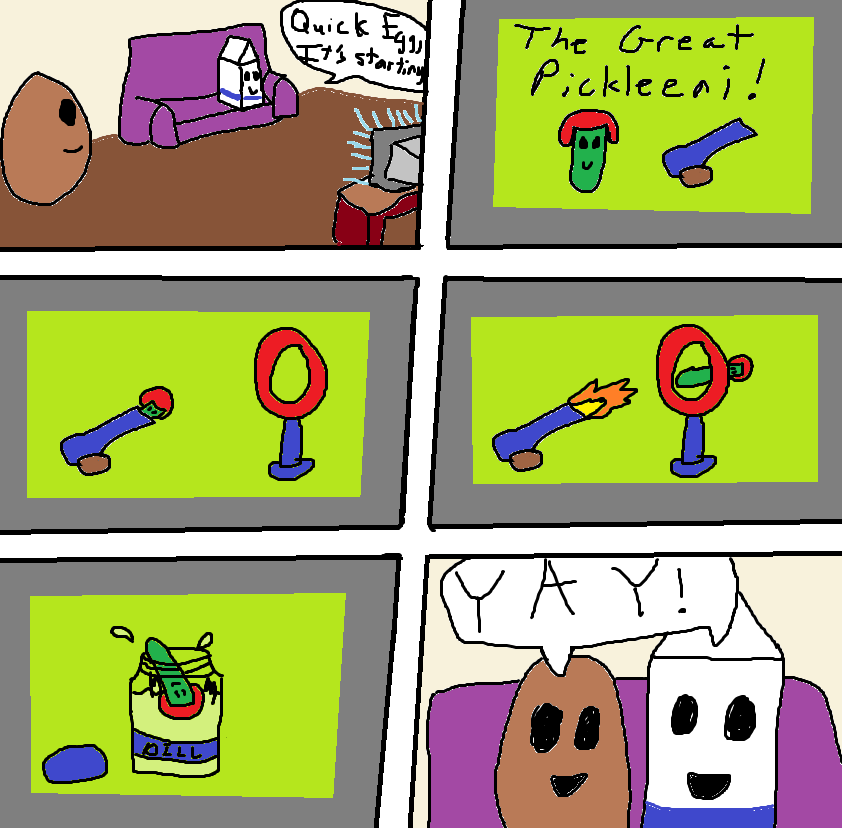 Quick Egg,
It's starting
The Great
Pickleeni!
DILL
YAY!